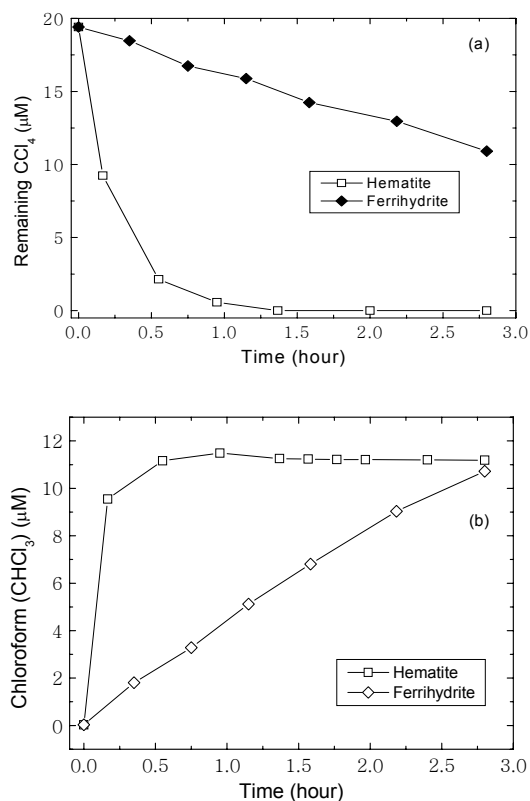 20
(a)
15
Remaining CCl₄ (µM)
10
Hematite
Ferrihydrite
5
0
0.0 0.5 1.0 1.5 2.0 2.5 3.0
Time (hour)
12
10
(b)
8
Chloroform (CHCl₃) (µM)
6
4
2
Hematite
Ferrihydrite
0
0.0 0.5 1.0 1.5 2.0 2.5 3.0
Time (hour)